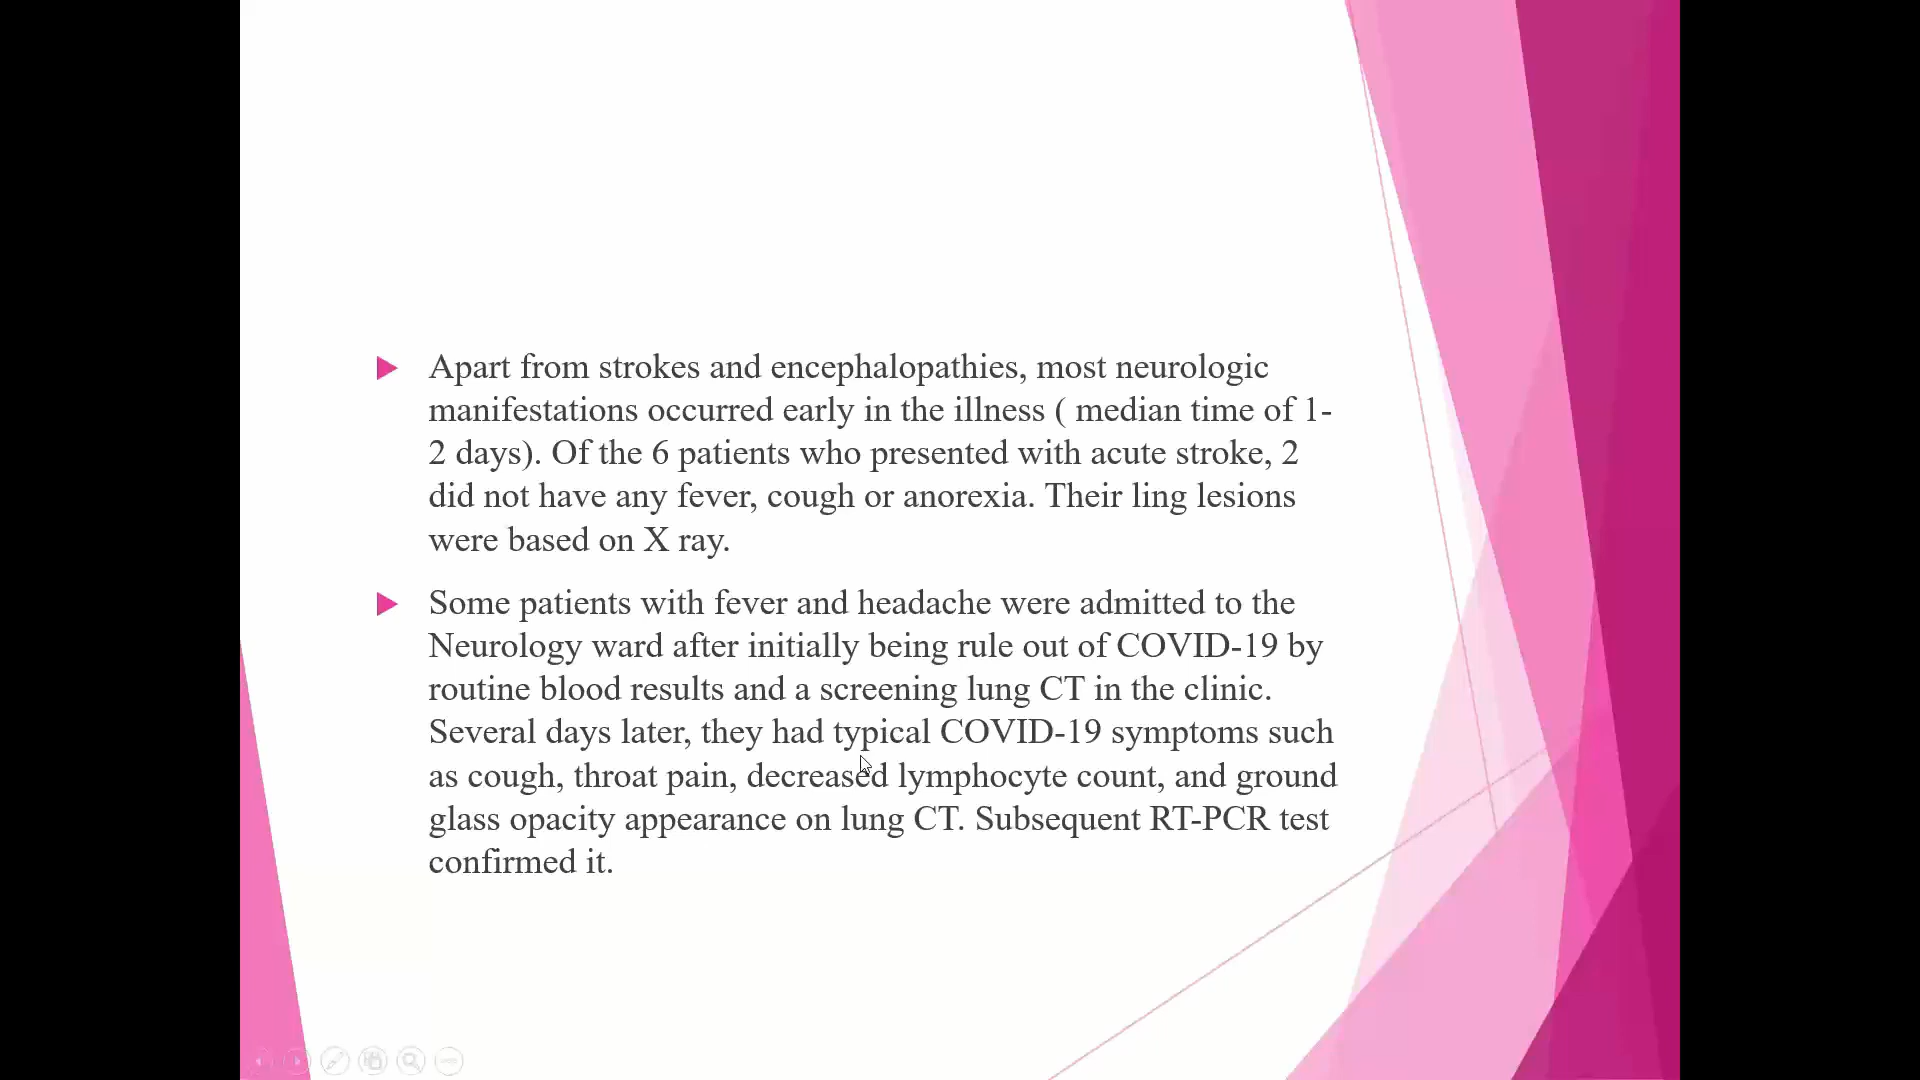 Apart from strokes and encephalopathies, most neurologic
manifestations occurred early in the illness ( median time of 1-
2 days). Of the 6 patients who presented with acute stroke, 2
did not have any fever, cough or anorexia. Their ling lesions
were based on X ray.
Some patients with fever and headache were admitted to the
Neurology ward after initially being rule out of COVID-19 by
routine blood results and a screening lung CT in the clinic.
Several days later, they had typical COVID-19 symptoms such
as cough, throat pain, decreased lymphocyte count, and ground
glass opacity appearance on lung CT. Subsequent RT-PCR test
confirmed it.